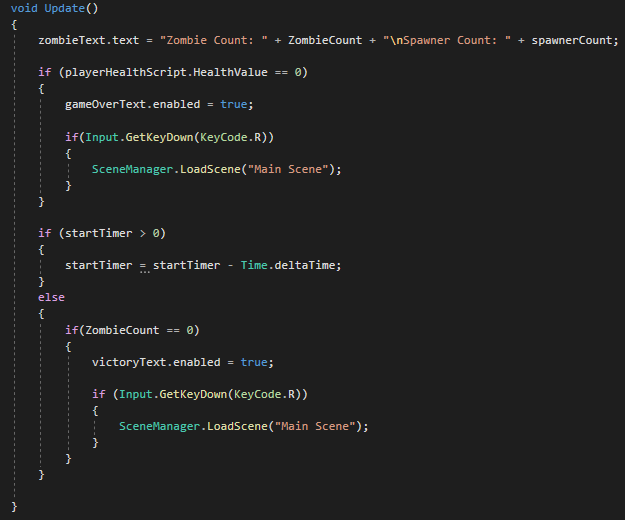 void Update()
{
zombieText.text = "Zombie Count: " + ZombieCount + "\nSpawner Count: " + spawnerCount;
if (playerHealthScript.HealthValue == 0)
{
gameOverText.enabled = true;
if(Input.GetKeyDown(KeyCode.R))
{
SceneManager.LoadScene("Main Scene");
}
}
if (startTimer > 0)
{
startTimer = startTimer - Time.deltaTime;
}
else
{
if(ZombieCount == 0)
{
victoryText.enabled = true;
if (Input.GetKeyDown(KeyCode.R))
{
SceneManager.LoadScene("Main Scene");
}
}
}
}